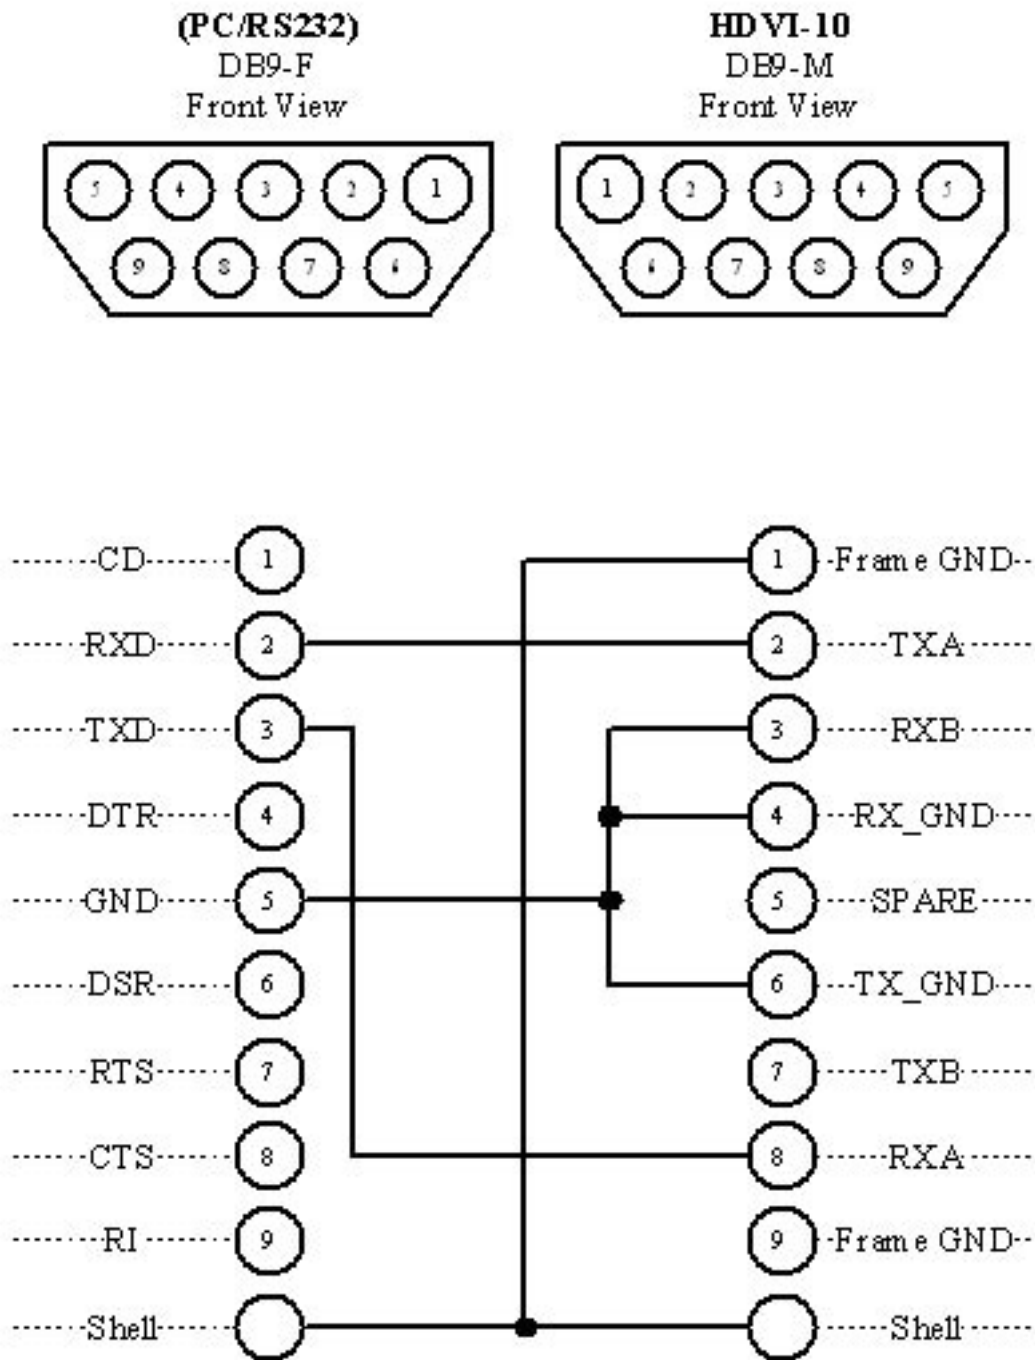 (PC/RS232) HDVI-10
DB9-F DB9-M
Front View Front View
5 4 3 2 1 1 2 3 4 5
9 8 7 6 6 7 8 9
CD 1 1 Frame GND
RXD 2 2 TXA
TXD 3 3 RXB
DTR 4 4 RX_GND
GND 5 5 SPARE
DSR 6 6 TX_GND
RTS 7 7 TXB
CTS 8 8 RXA
RI 9 9 Frame GND
Shell Shell